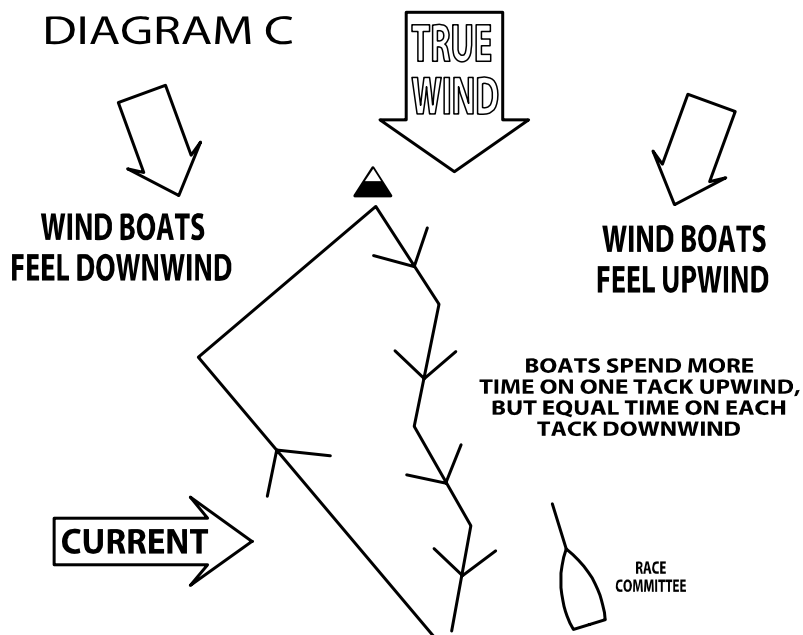 DIAGRAM C
TRUE
WIND
WIND BOATS
FEEL DOWNWIND
WIND BOATS
FEEL UPWIND
BOATS SPEND MORE
TIME ON ONE TACK UPWIND,
BUT EQUAL TIME ON EACH
TACK DOWNWIND
CURRENT
RACE
COMMITTEE